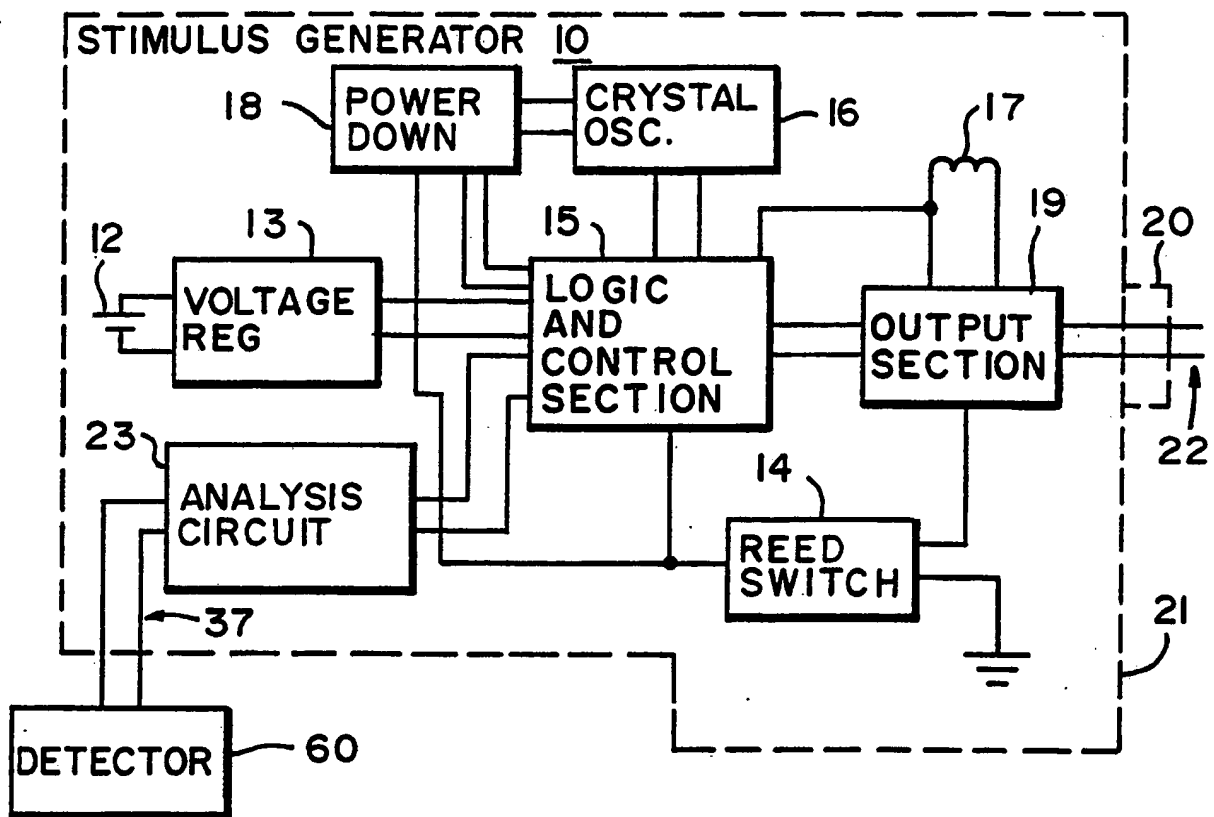 STIMULUS GENERATOR 10
18
POWER
DOWN
CRYSTAL
OSC.
16
17
12
13
VOLTAGE
REG
15
LOGIC
AND
CONTROL
SECTION
19
OUTPUT
SECTION
20
22
23
ANALYSIS
CIRCUIT
14
REED
SWITCH
37
21
DETECTOR
60